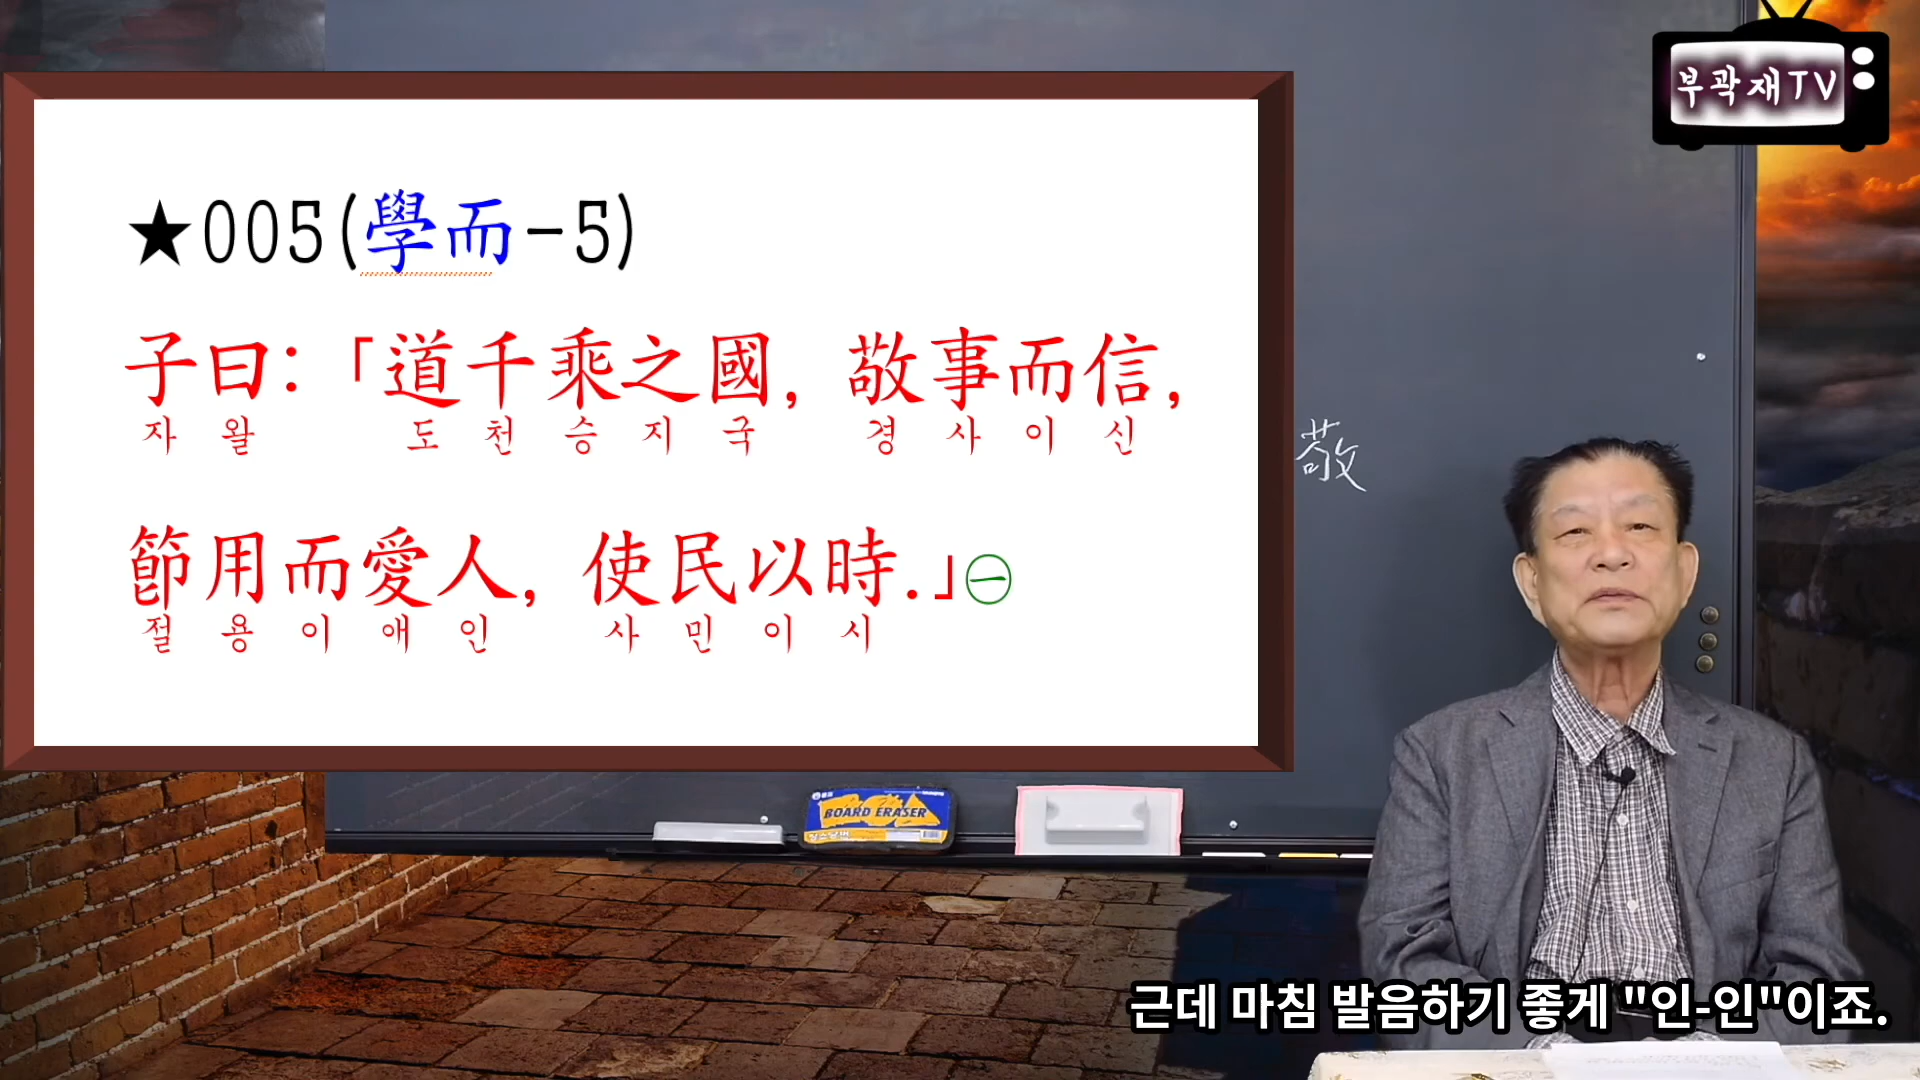 부곽재TV
★005(學而-5)
子曰:「道千乘之國, 敬事而信,
자 왈 도 천 승 지 국 경 사 이 신
節用而愛人, 使民以時.」㊀
절 용 이 애 인 사 민 이 시
敬
BOARD ERASER
근데 마침 발음하기 좋게 "인-인"이죠.